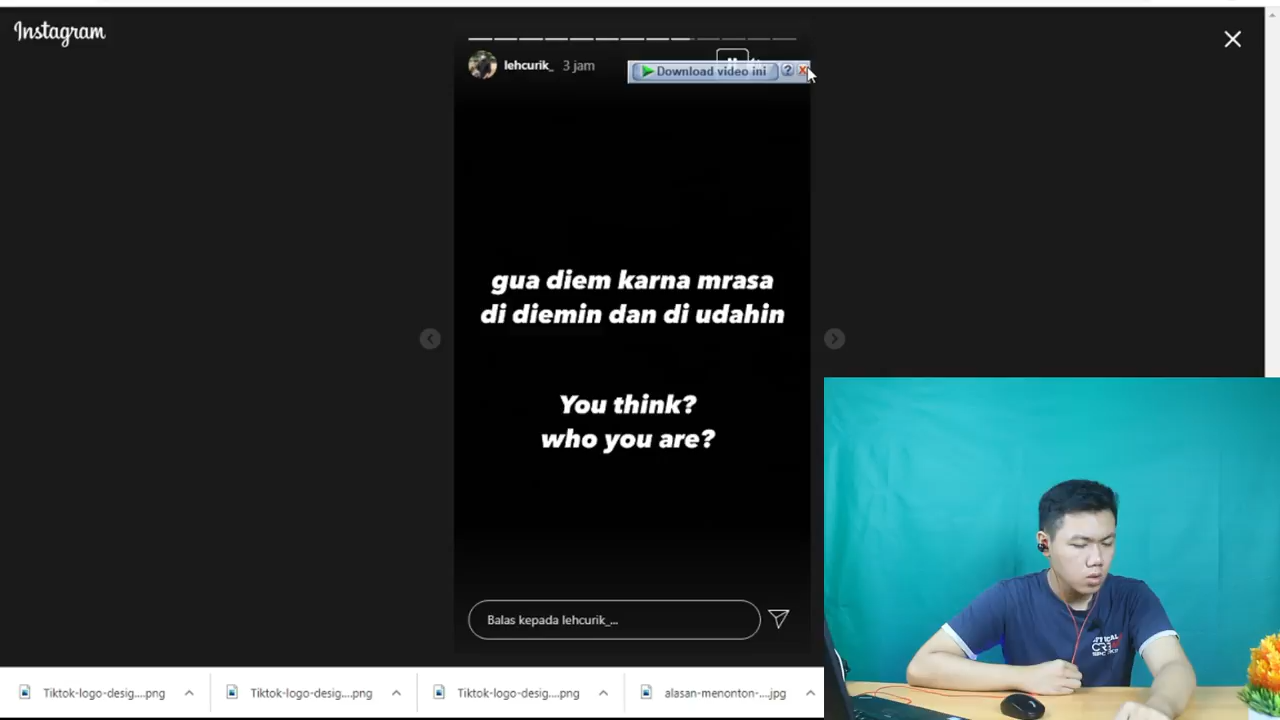 Instagram
lehcurik_ 3 jam
Download video ini ?
gua diem karna mrasa
di diemin dan di udahin
You think?
who you are?
Balas kepada lehcurik_...
Tiktok-logo-desig....png
Tiktok-logo-desig....png
Tiktok-logo-desig....png
alasan-menonton-....jpg